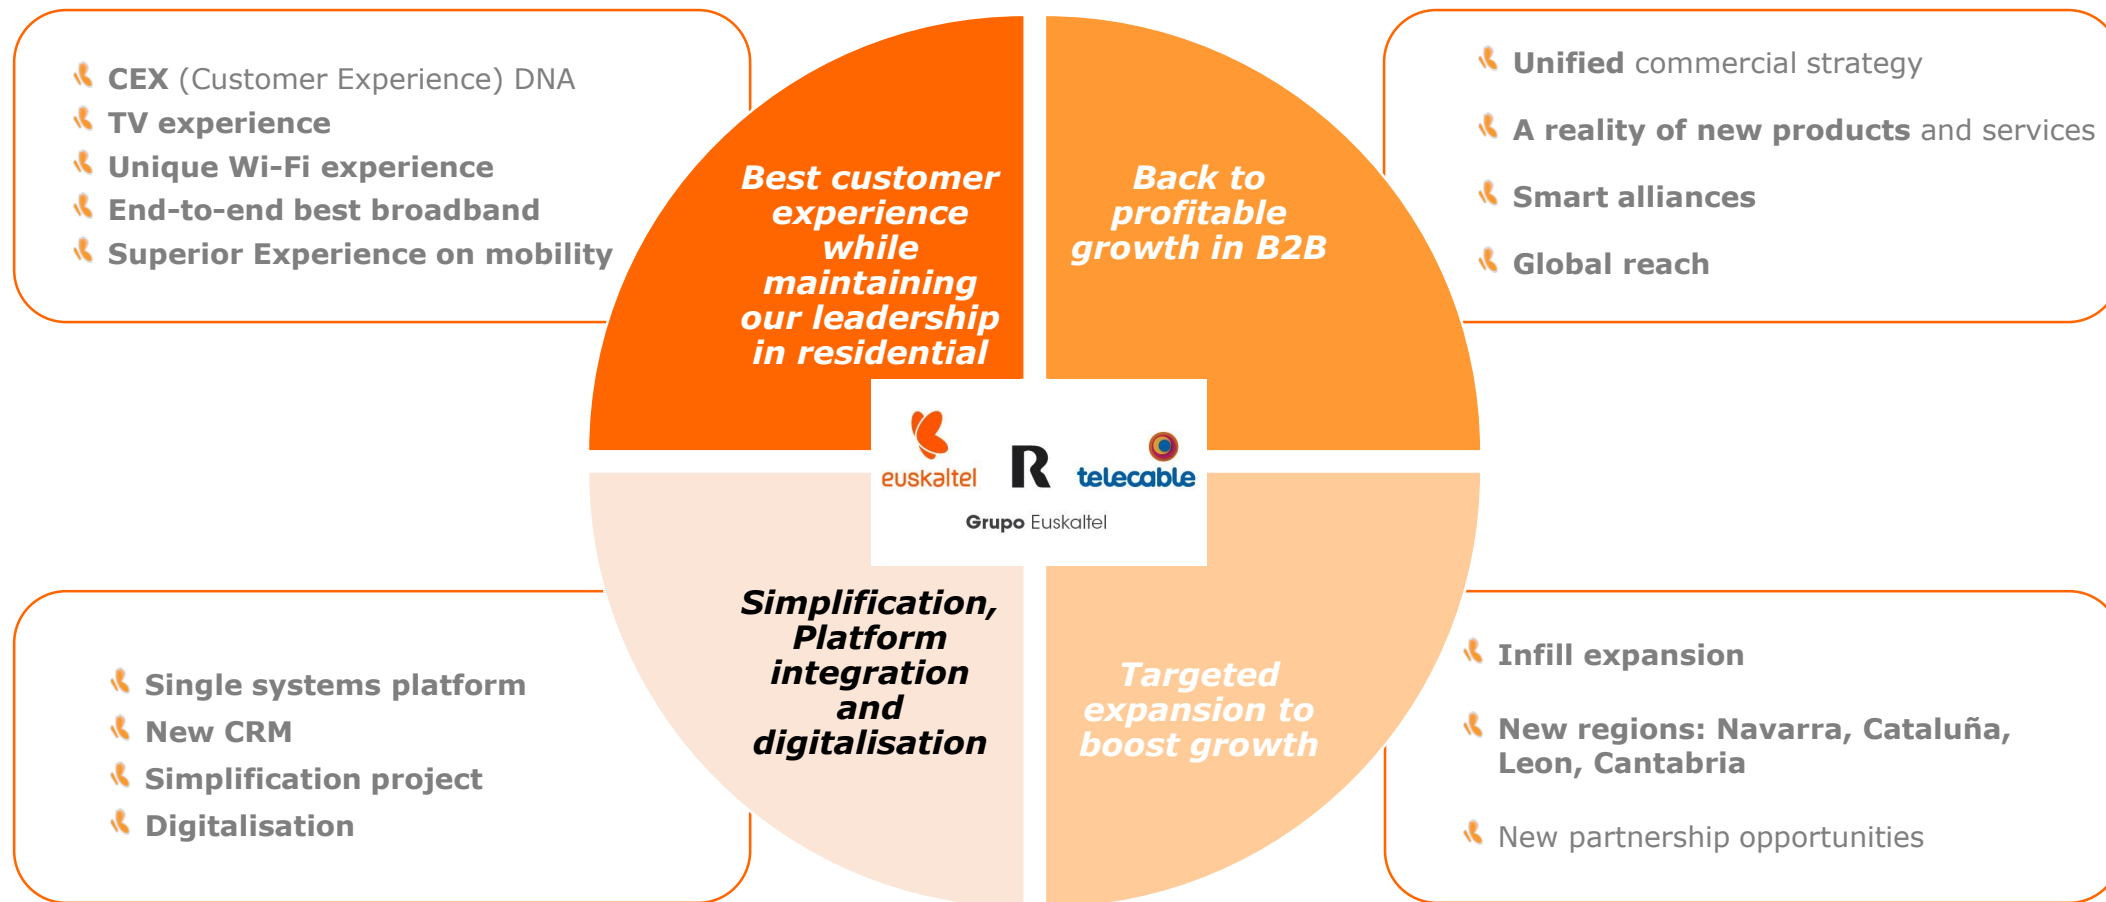 CEX (Customer Experience) DNA
TV experience
Unique Wi-Fi experience
End-to-end best broadband
Superior Experience on mobility
Best customer
experience
while
maintaining
our leadership
in residential
Back to
profitable
growth in B2B
Unified commercial strategy
A reality of new products and services
Smart alliances
Global reach
euskaltel
R
telecable
Grupo Euskaltel
Single systems platform
New CRM
Simplification project
Digitalisation
Simplification,
Platform
integration
and
digitalisation
Targeted
expansion to
boost growth
Infill expansion
New regions: Navarra, Cataluña,
Leon, Cantabria
New partnership opportunities